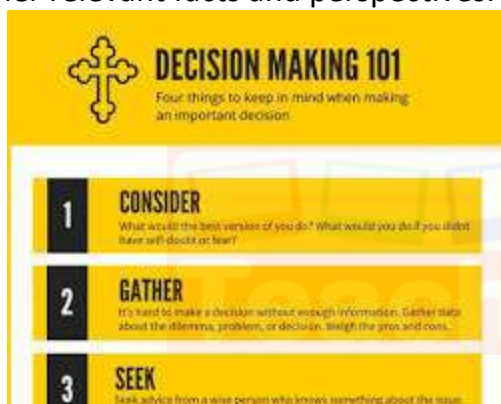 er relevant facts and perspectives.
DECISION MAKING 101
Four things to keep in mind when making
an important decision
1
CONSIDER
What would the best version of you do? What would you do if you didnt
have self-doubt or fear?
2
GATHER
It's hard to make a decision without enough information. Gather data
about the dilemma, problem, or decision. Weigh the pros and cons.
3
SEEK
Seek advice from a wise person who knows something about the issue.
Teach